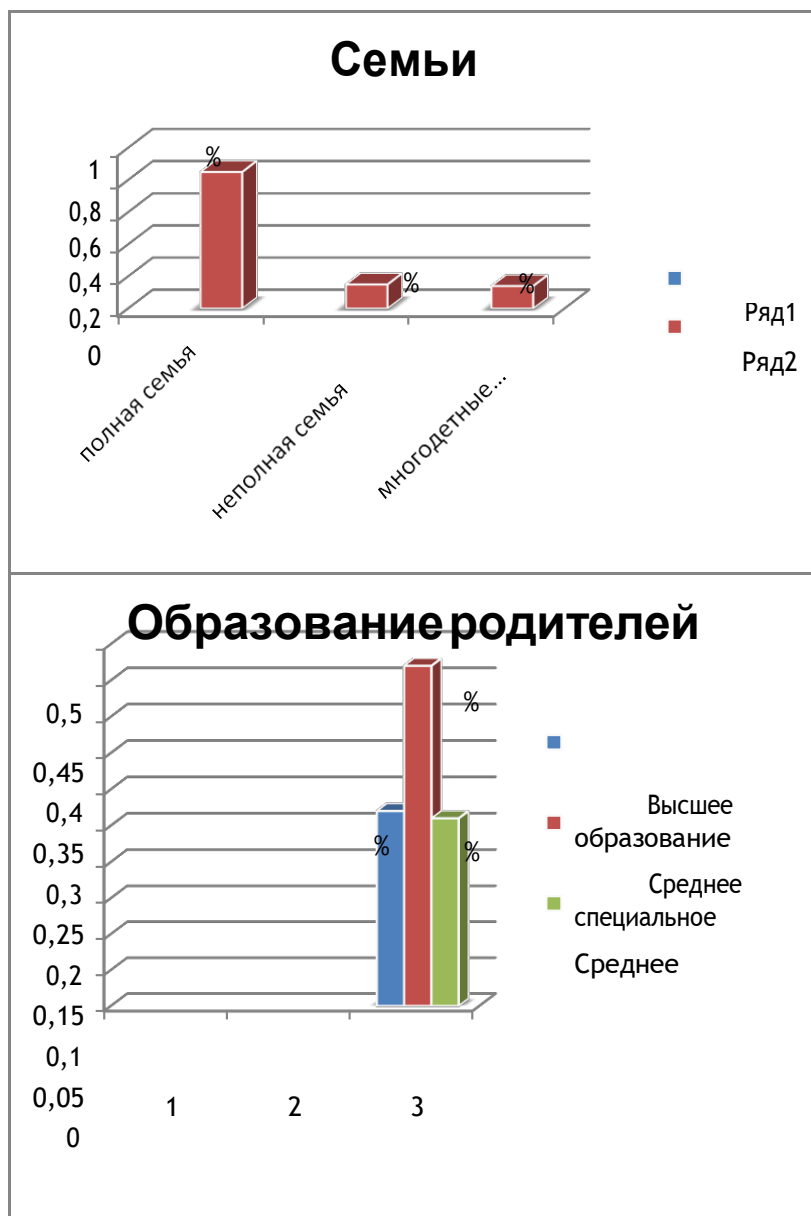 Семьи
%
1
0,8
0,6
0,4
0,2
0
%
%
Ряд1
Ряд2
полная семья
неполная семья
многодетные...
Образование родителей
0,5
0,45
0,4
0,35
0,3
0,25
0,2
0,15
0,1
0,05
0
%
%
%
Высшее
образование
Среднее
специальное
Среднее
1
2
3